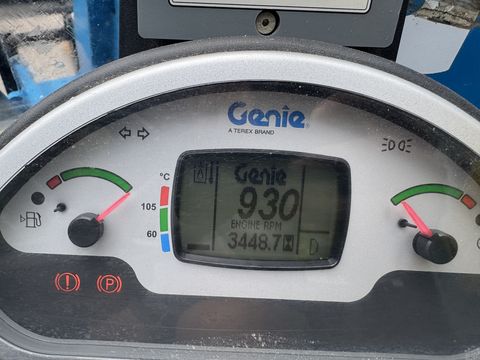 Genie
A TEREX BRAND
°C
105
60
Genie
930
ENGINE RPM
3448.7
P